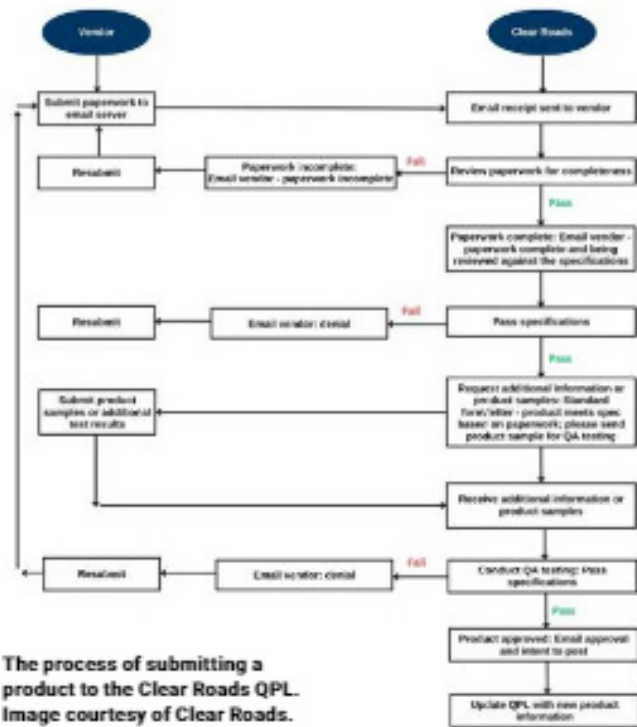 Vendor
Clear Roads
Submit paperwork to
email server
Email receipt sent to vendor
Resubmit
Paperwork incomplete:
Email vendor - paperwork incomplete
Fail
Review paperwork for completeness
Pass
Paperwork complete: Email vendor -
paperwork complete and being
reviewed against the specifications
Resubmit
Email vendor: denial
Fail
Pass specifications
Pass
Submit product
samples or additional
test results
Request additional information or
product samples: Standard
form/letter - product meets spec
based on paperwork; please send
product sample for QA testing
Receive additional information or
product samples
Resubmit
Email vendor: denial
Fail
Conduct QA testing: Pass
specifications
Pass
Product approved: Email approval
and intent to post
Update QPL with new product
information
The process of submitting a
product to the Clear Roads QPL.
Image courtesy of Clear Roads.